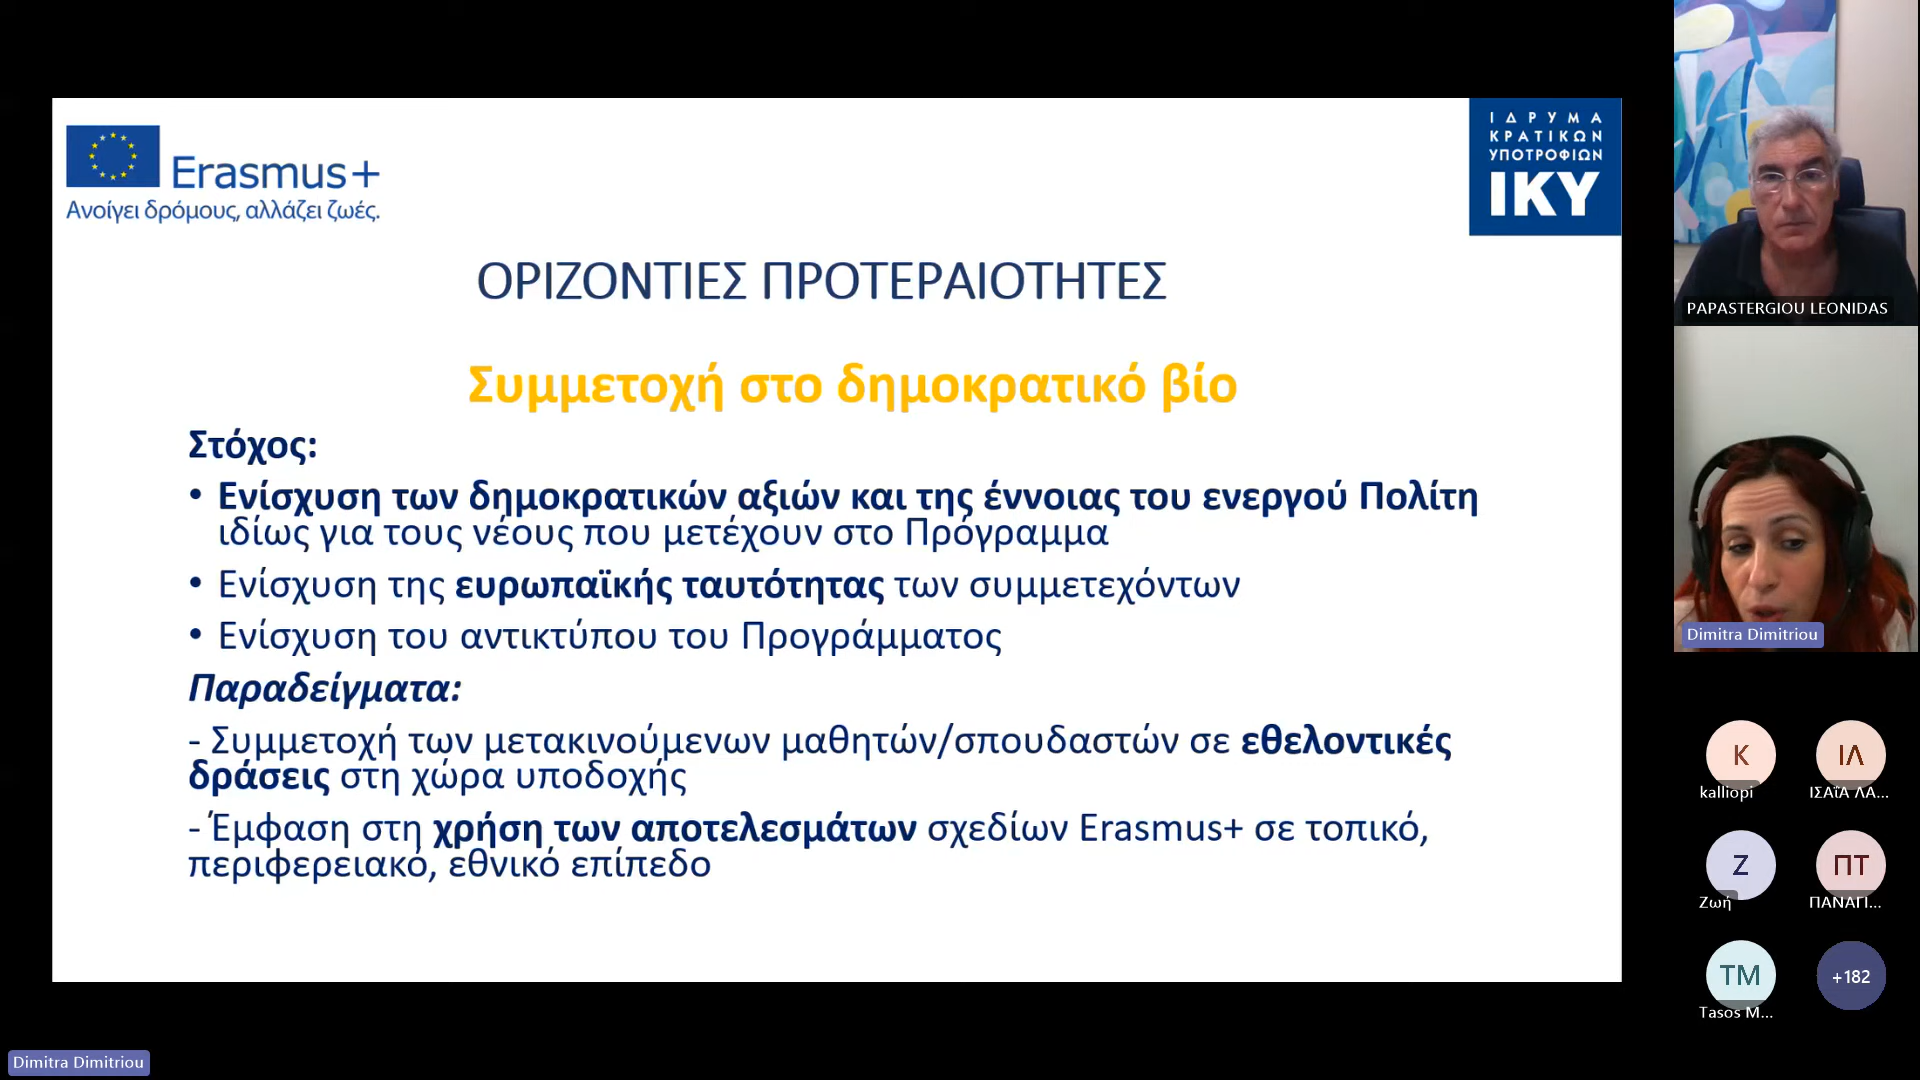 Erasmus+
Ανοίγει δρόμους, αλλάζει ζωές.
ΙΔΡΥΜΑ
ΚΡΑΤΙΚΩΝ
ΥΠΟΤΡΟΦΙΩΝ
ΙΚΥ
ΟΡΙΖΟΝΤΙΕΣ ΠΡΟΤΕΡΑΙΟΤΗΤΕΣ
Συμμετοχή στο δημοκρατικό βίο
Στόχος:
• Ενίσχυση των δημοκρατικών αξιών και της έννοιας του ενεργού Πολίτη
ιδίως για τους νέους που μετέχουν στο Πρόγραμμα
• Ενίσχυση της ευρωπαϊκής ταυτότητας των συμμετεχόντων
• Ενίσχυση του αντικτύπου του Προγράμματος
Παραδείγματα:
- Συμμετοχή των μετακινούμενων μαθητών/σπουδαστών σε εθελοντικές
δράσεις στη χώρα υποδοχής
- Έμφαση στη χρήση των αποτελεσμάτων σχεδίων Erasmus+ σε τοπικό,
περιφερειακό, εθνικό επίπεδο
PAPASTERGIOU LEONIDAS
Dimitra Dimitriou
K
kalliopi
ΙΛ
ΙΣΑΪΑ ΛΑ...
Ζ
Ζωή
ΠΤ
ΠΑΝΑΓΙ...
TM
Tasos M...
+182
Dimitra Dimitriou